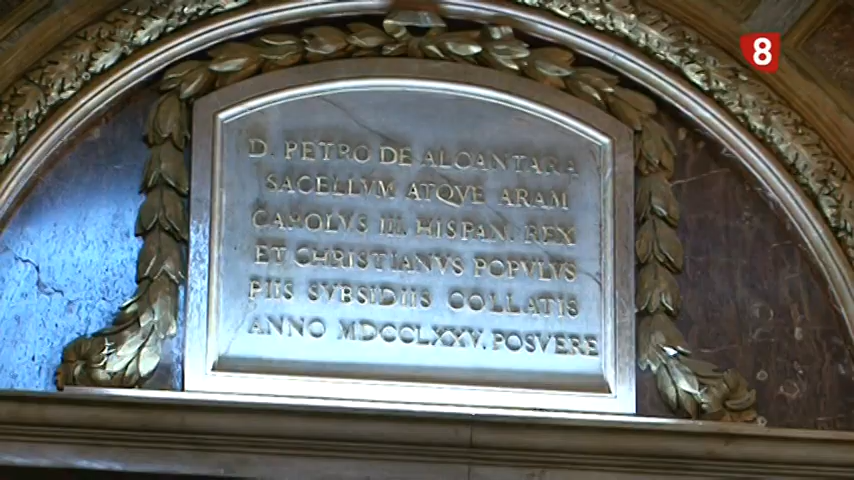 8
D. PETRO DE ALCANTARA
SACELLVM ATQVE ARAM
CAROLVS III. HISPAN. REX
ET CHRISTIANVS POPVLVS
PIIS SVBSIDIIS COLLATIS
ANNO MDCCLXXV. POSVERE